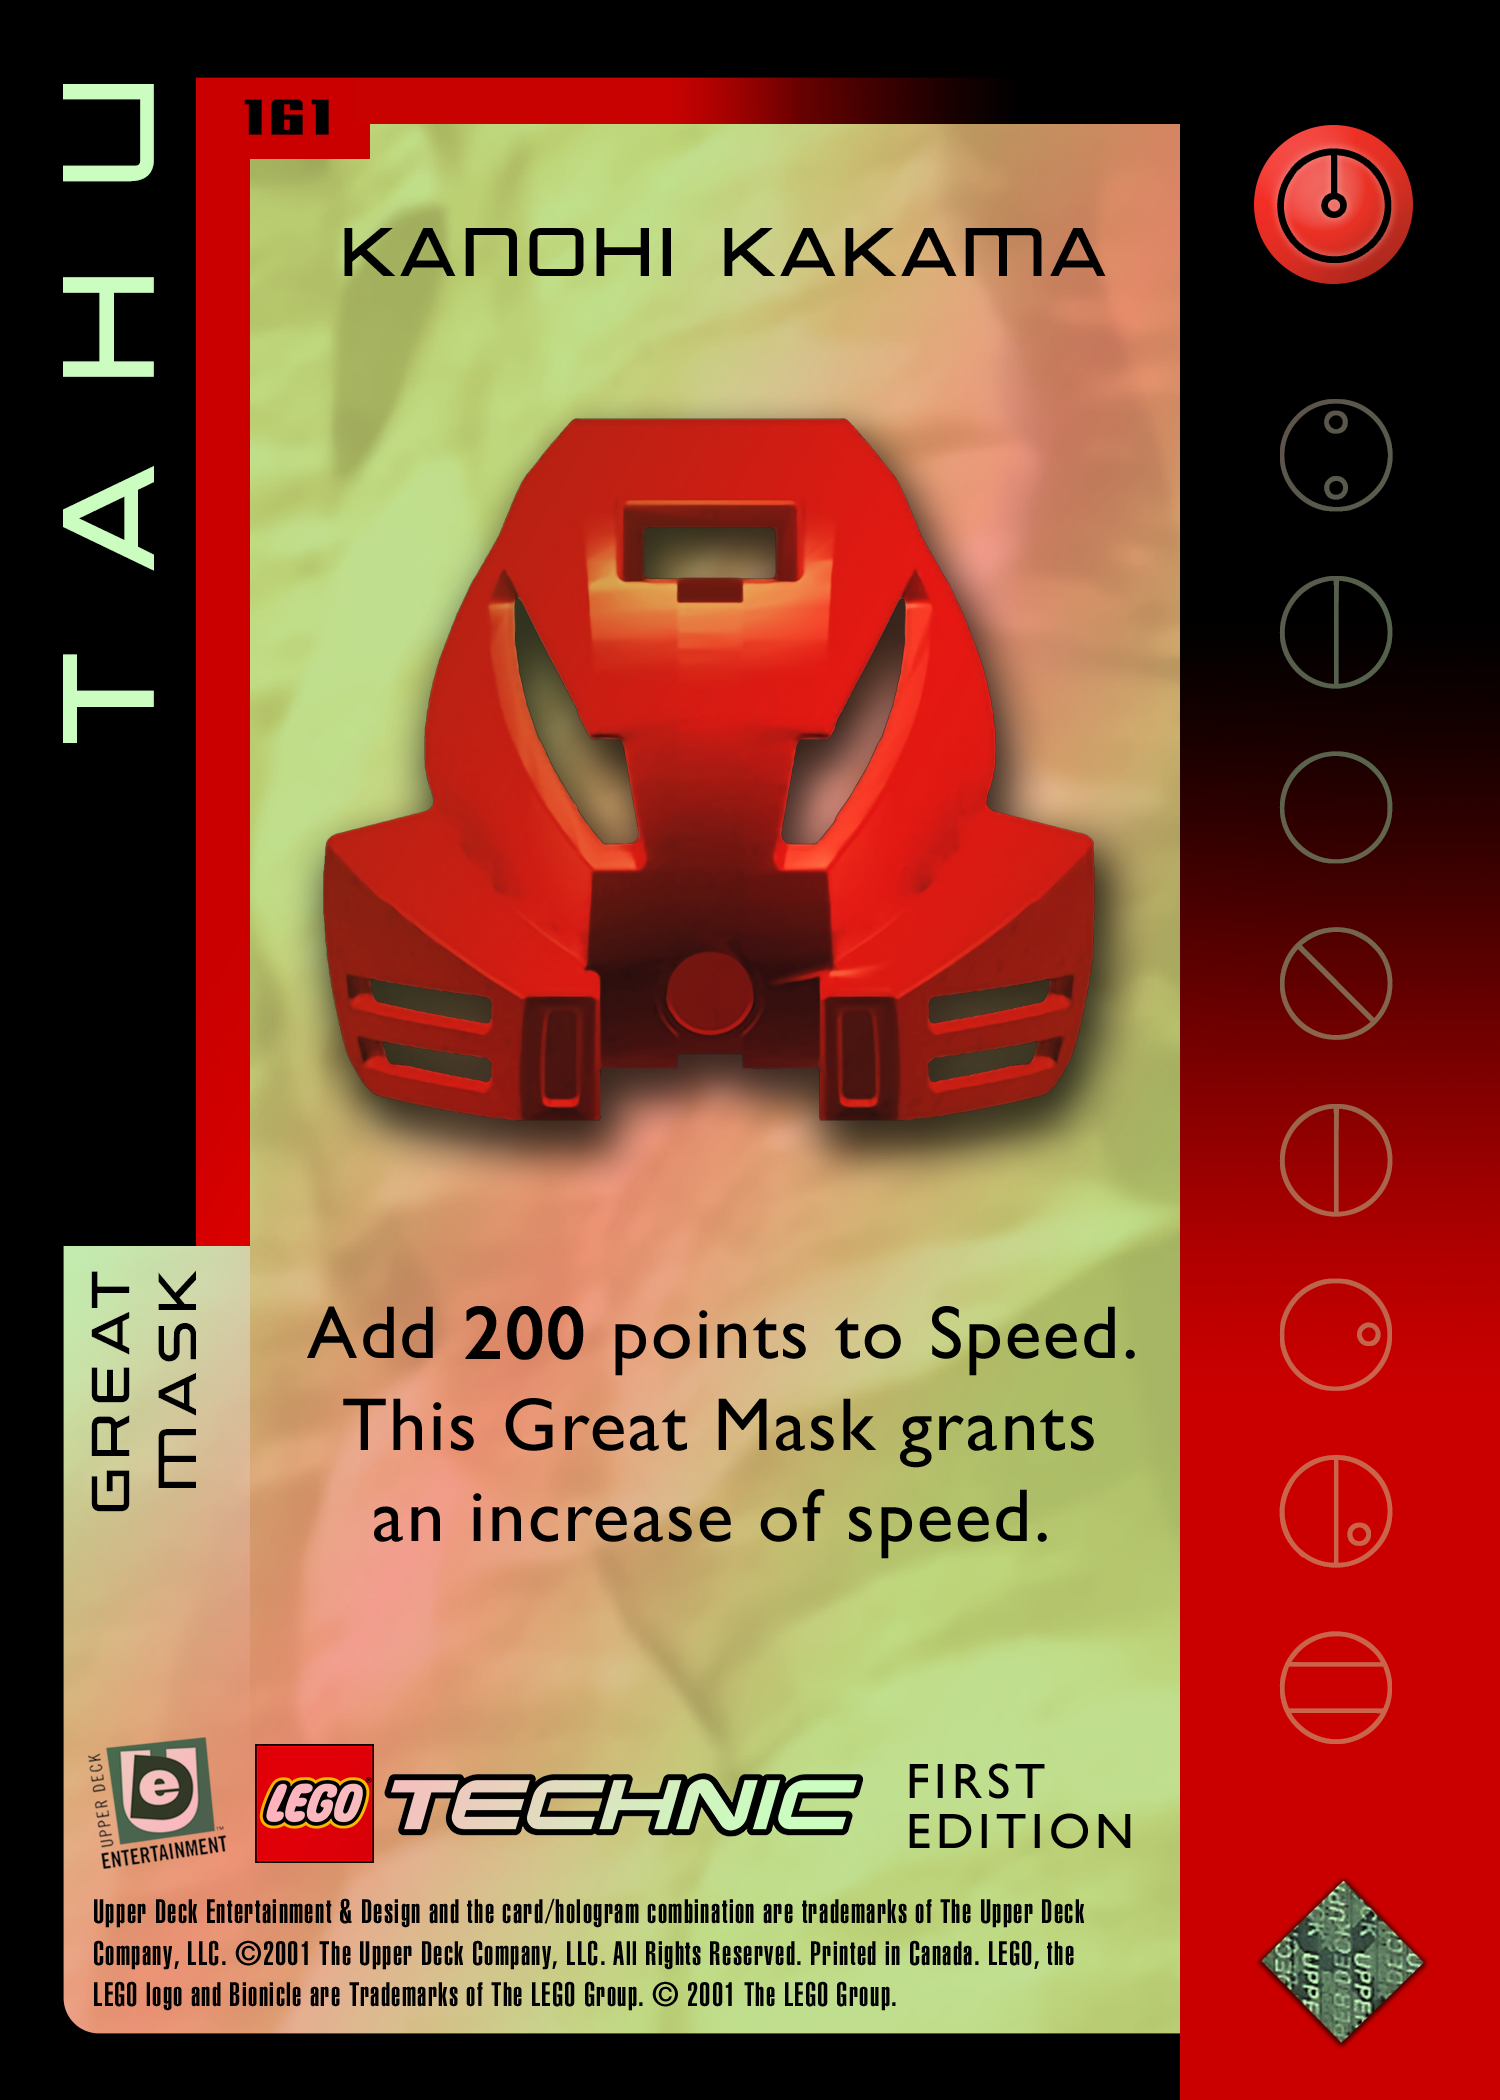 TAHU
161
KANOHI KAKAMA
GREAT
MASK
Add 200 points to Speed.
This Great Mask grants
an increase of speed.
UPPER DECK
ue
ENTERTAINMENT™
LEGO
TECHNIC
FIRST
EDITION
Upper Deck Entertainment & Design and the card/hologram combination are trademarks of The Upper Deck
Company, LLC. ©2001 The Upper Deck Company, LLC. All Rights Reserved. Printed in Canada. LEGO, the
LEGO logo and Bionicle are Trademarks of The LEGO Group. © 2001 The LEGO Group.